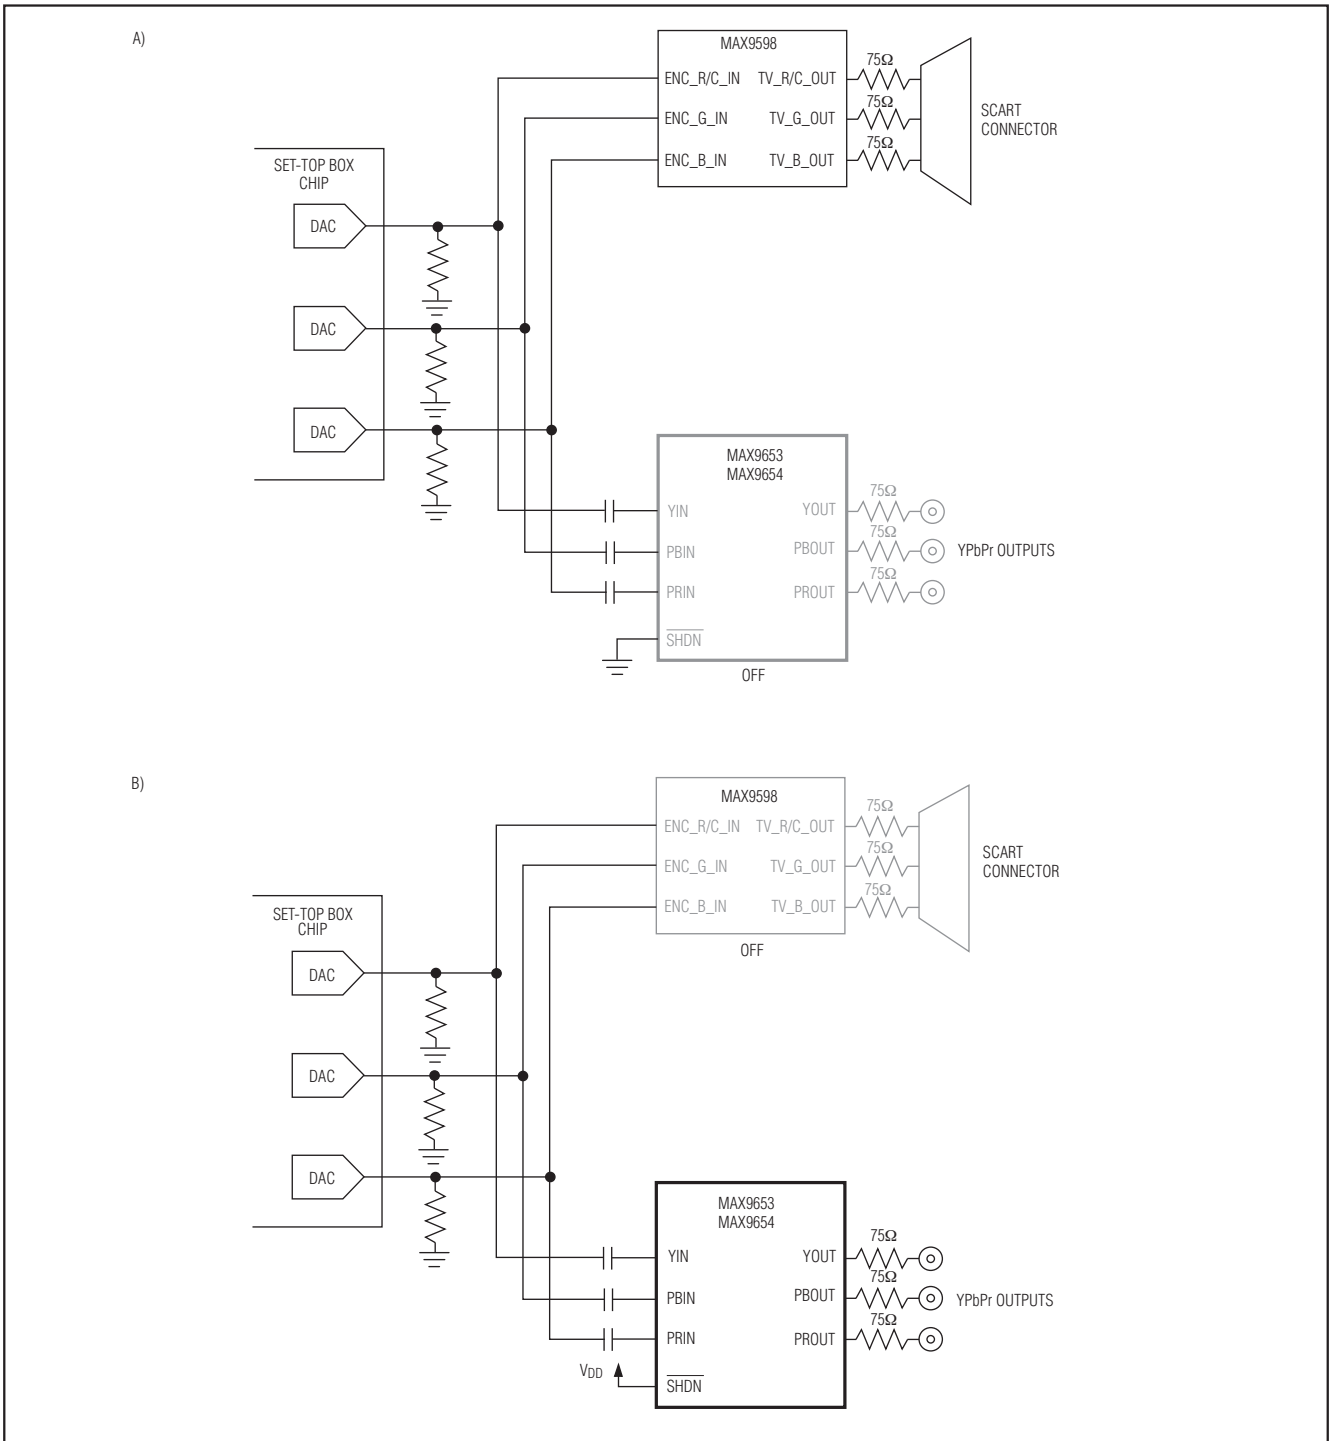 A)
MAX9598
ENC_R/C_IN TV_R/C_OUT 75Ω
ENC_G_IN TV_G_OUT 75Ω
ENC_B_IN TV_B_OUT 75Ω
SCART
CONNECTOR
SET-TOP BOX
CHIP
DAC
DAC
DAC
MAX9653
MAX9654
YIN YOUT 75Ω
PBIN PBOUT 75Ω
PRIN PROUT 75Ω
YPbPr OUTPUTS
SHDN
OFF
B)
MAX9598
ENC_R/C_IN TV_R/C_OUT 75Ω
ENC_G_IN TV_G_OUT 75Ω
ENC_B_IN TV_B_OUT 75Ω
SCART
CONNECTOR
OFF
SET-TOP BOX
CHIP
DAC
DAC
DAC
MAX9653
MAX9654
YIN YOUT 75Ω
PBIN PBOUT 75Ω
PRIN PROUT 75Ω
YPbPr OUTPUTS
VDD
SHDN